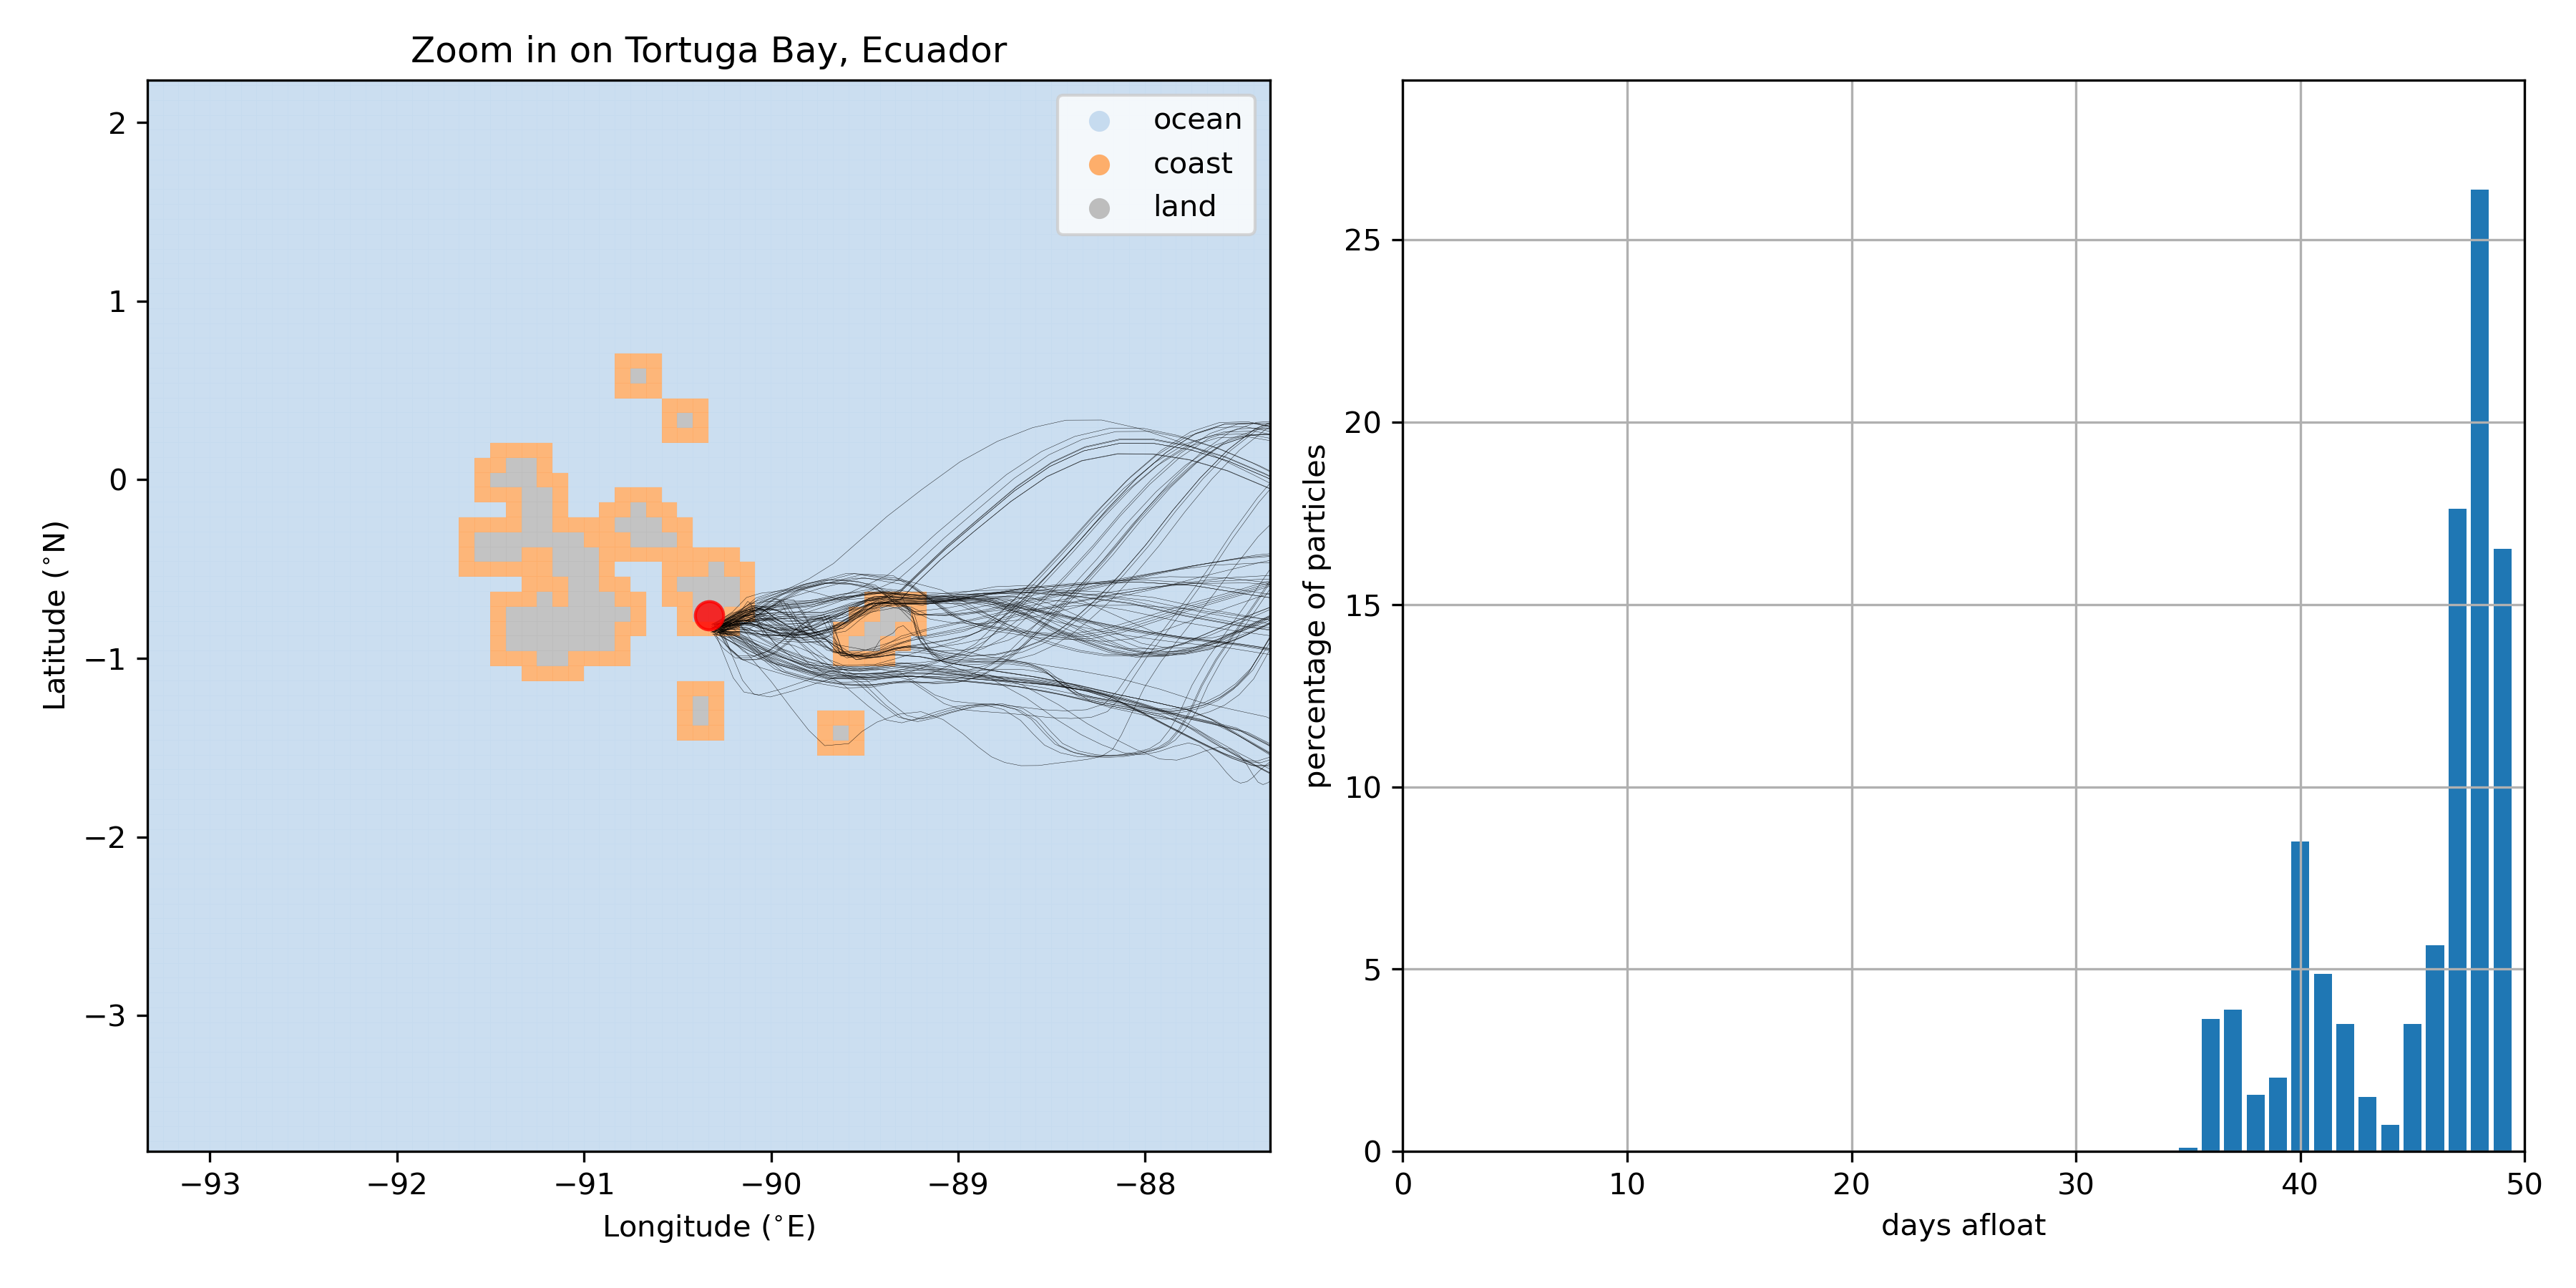 Zoom in on Tortuga Bay, Ecuador
ocean
coast
land
2
1
0
−1
−2
−3
Latitude (°N)
−93 −92 −91 −90 −89 −88
Longitude (°E)
25
20
15
10
5
0
percentage of particles
0 10 20 30 40 50
days afloat